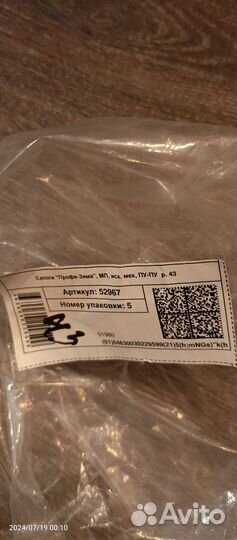 Сапоги "Профи-Зима", МП, иск. мех, ПУ-ПУ р. 43
Артикул: 52967
Номер упаковки: 5
43
01980
(01)04630030229599(21)5(h;mNGs)"k(h
2024/07/19 00:10
Avito